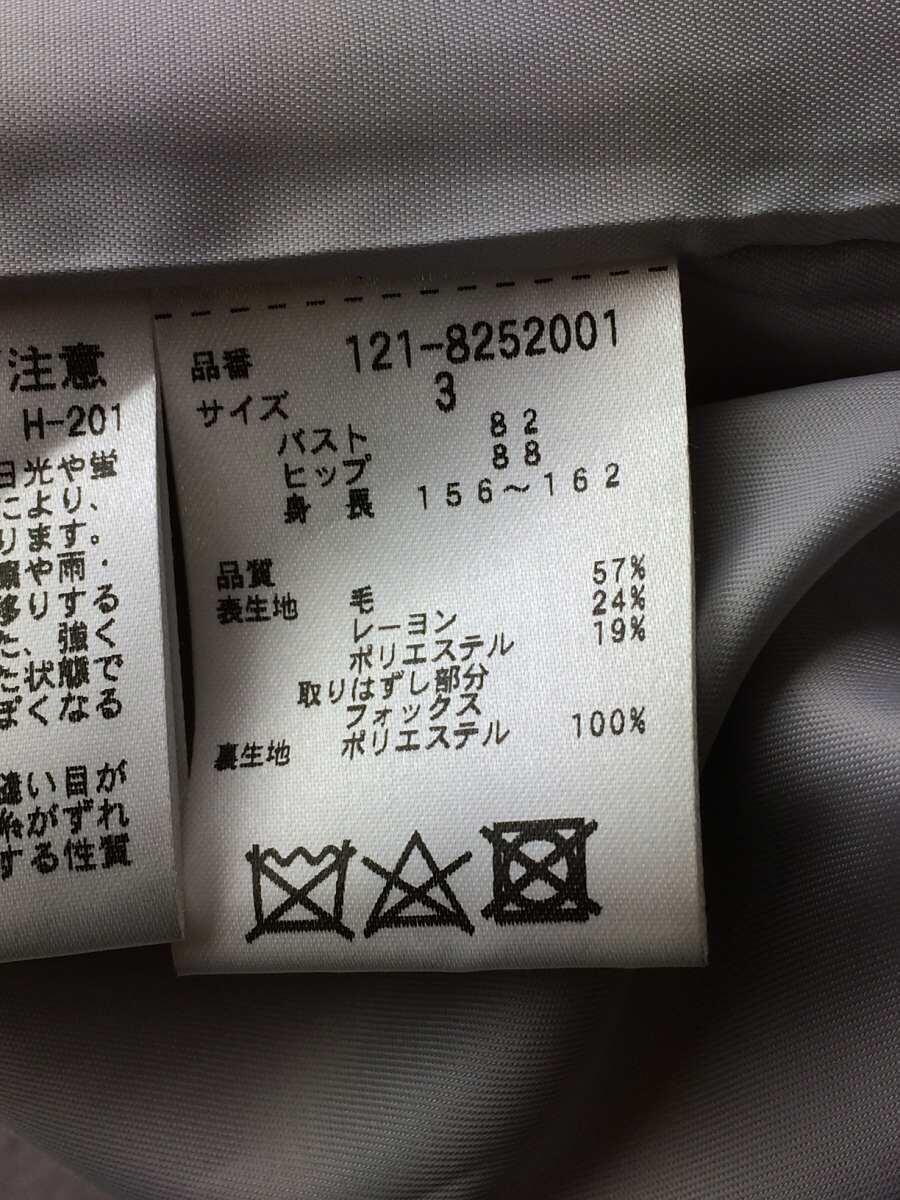 注意
H-201
日光や蛍
により、
ります。
や雨・
移りする
た、強く
た状態で
ぽくなる
い目が
がずれ
する性質
品番 121-8252001
サイズ 3
バスト 82
ヒップ 88
身長 156〜162
品質
表生地 毛 57%
レーヨン 24%
ポリエステル 19%
取りはずし部分
フォックス
裏生地 ポリエステル 100%